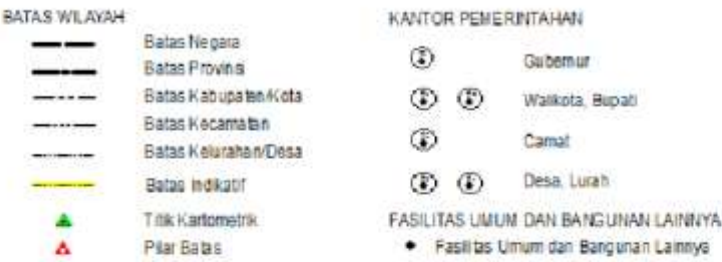 BATAS WILAYAH
Batas Negara
Batas Provinsi
Batas Kabupaten/Kota
Batas Kecamatan
Batas Kelurahan/Desa
Batas Indikatif
Titik Kartometrik
Pilar Batas
KANTOR PEMERINTAHAN
Gubernur
Walikota, Bupati
Camat
Desa, Lurah
FASILITAS UMUM DAN BANGUNAN LAINNYA
Fasilitas Umum dan Bangunan Lainnya